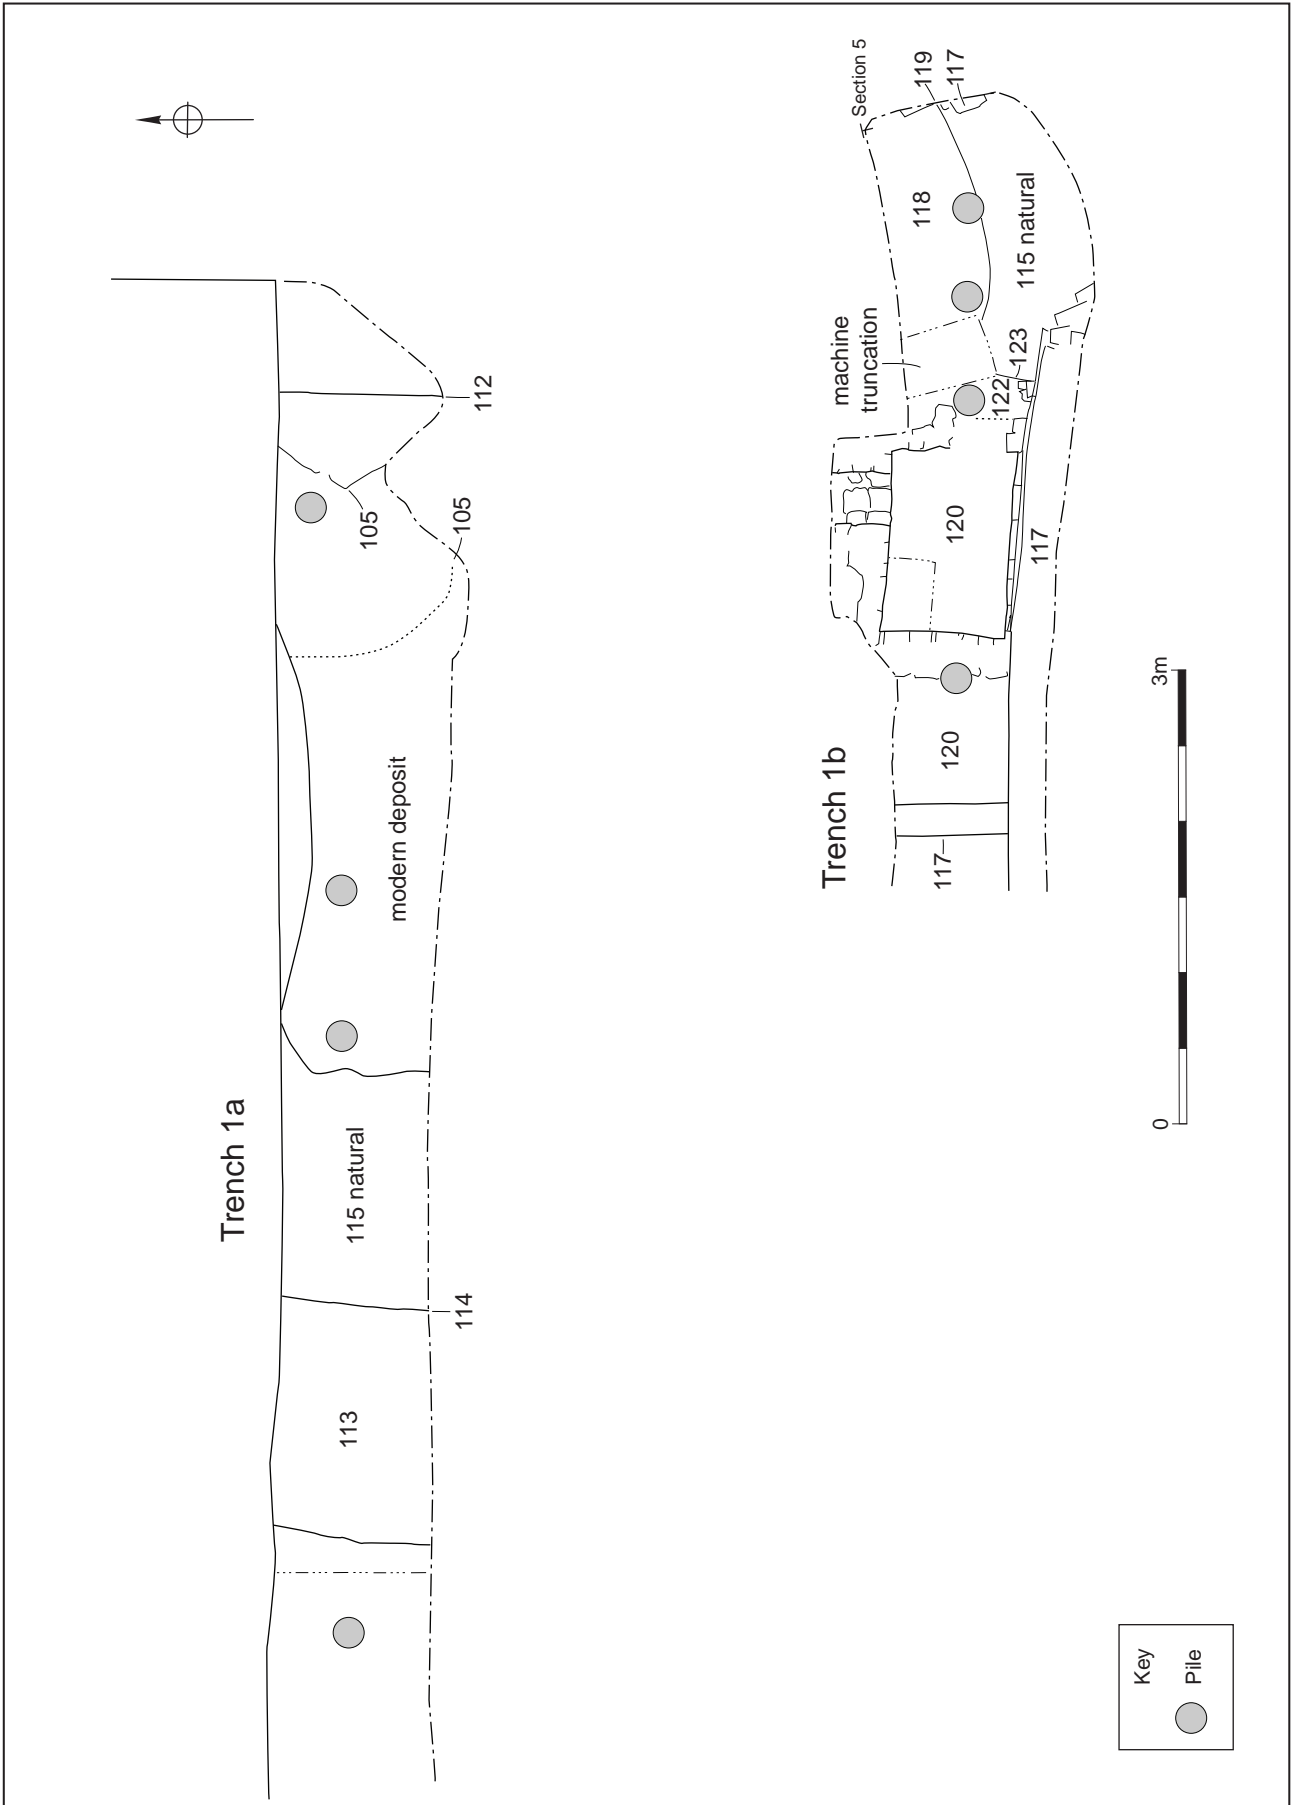 Trench 1a
113
114
115 natural
modern deposit
105
105
112
Trench 1b
117
120
120
117
machine
truncation
122
123
118
115 natural
Section 5
119
117
0
3m
Key
Pile